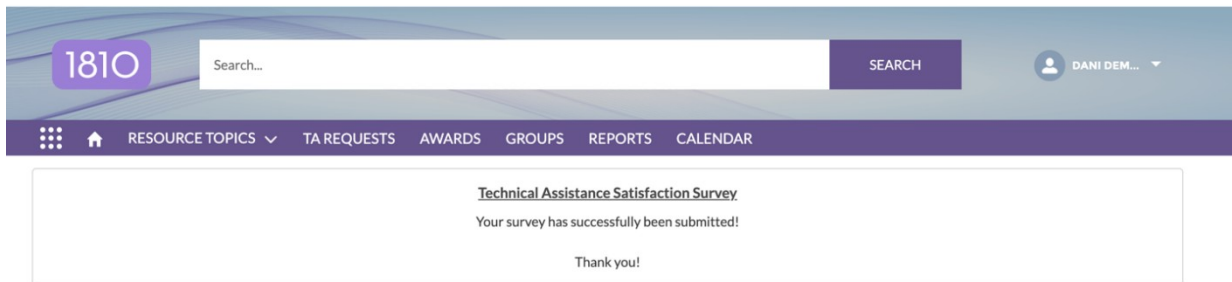 1810
Search...
SEARCH
DANI DEM...
RESOURCE TOPICS
TA REQUESTS
AWARDS
GROUPS
REPORTS
CALENDAR
Technical Assistance Satisfaction Survey
Your survey has successfully been submitted!
Thank you!